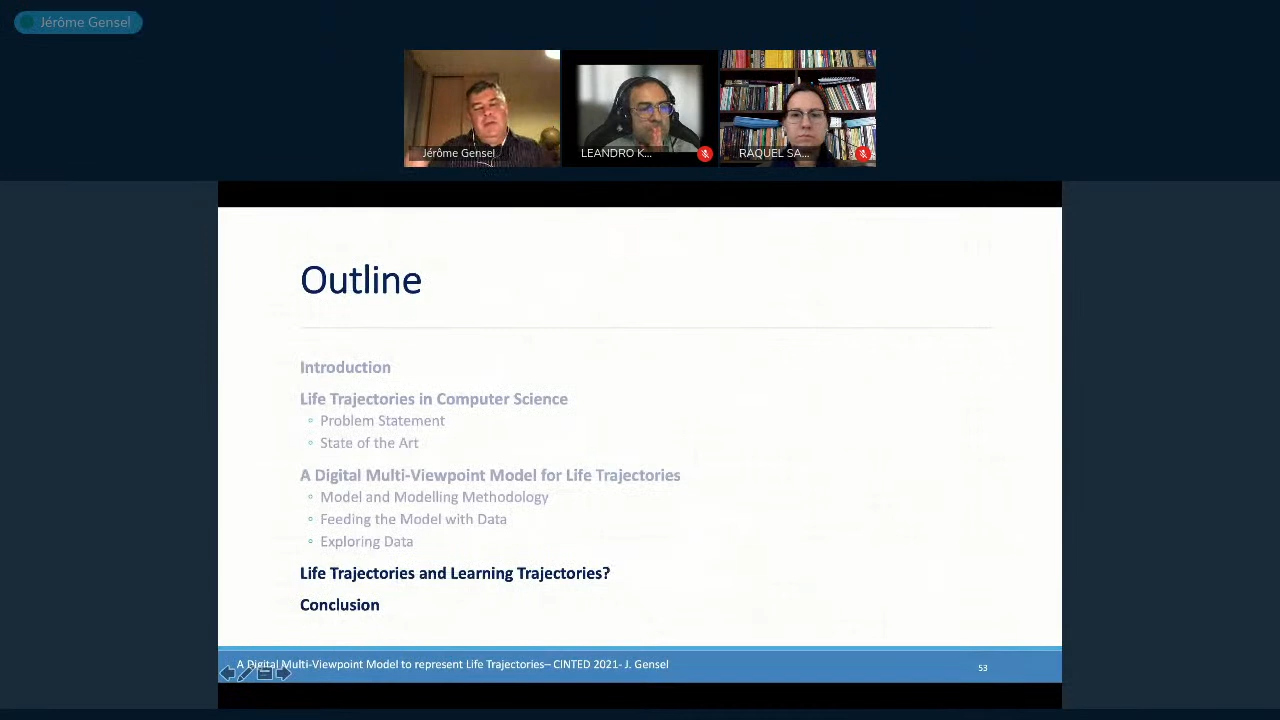 Jérôme Gensel
Jérôme Gensel
LEANDRO K...
RAQUEL SA...
Outline
Introduction
Life Trajectories in Computer Science
Problem Statement
State of the Art
A Digital Multi-Viewpoint Model for Life Trajectories
Model and Modelling Methodology
Feeding the Model with Data
Exploring Data
Life Trajectories and Learning Trajectories?
Conclusion
A Digital Multi-Viewpoint Model to represent Life Trajectories– CINTED 2021- J. Gensel
53